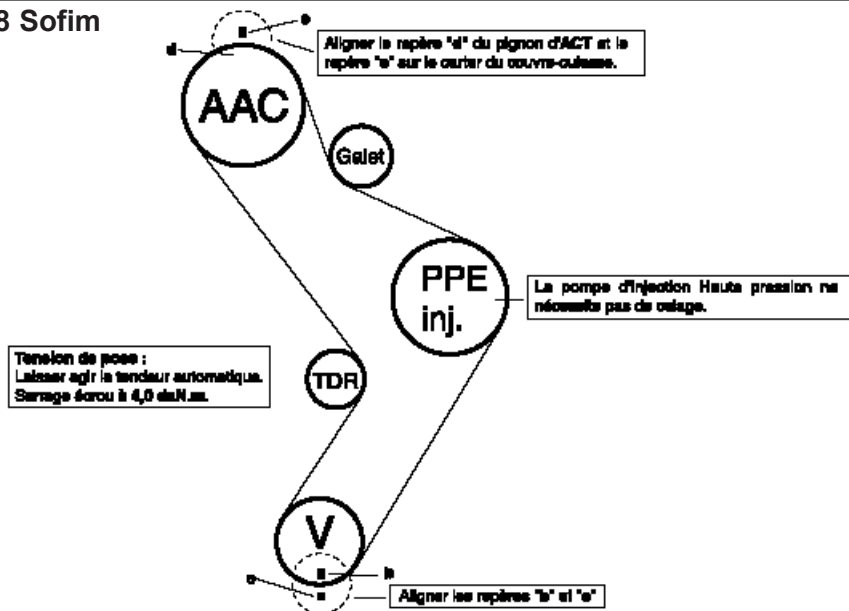 8 Sofim
e
d
Aligner le repère "d" du pignon d'ACT et le
repère "e" sur le carter du couvre-culasse.
AAC
Galet
PPE
inj.
La pompe d'injection Haute pression ne
nécessite pas de calage.
Tension de pose :
Laisser agir le tendeur automatique.
Serrage écrou à 4,0 daN.m.
TDR
V
c
b
Aligner les repères "b" et "c"